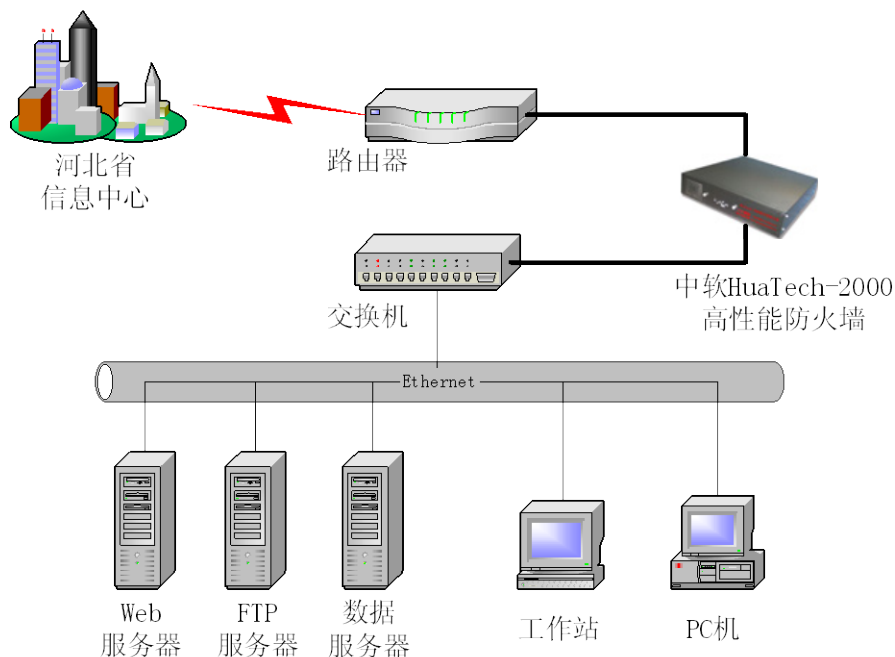 河北省
信息中心
路由器
中软HuaTech-2000
高性能防火墙
交换机
Ethernet
Web
服务器
FTP
服务器
数据
服务器
工作站
PC机